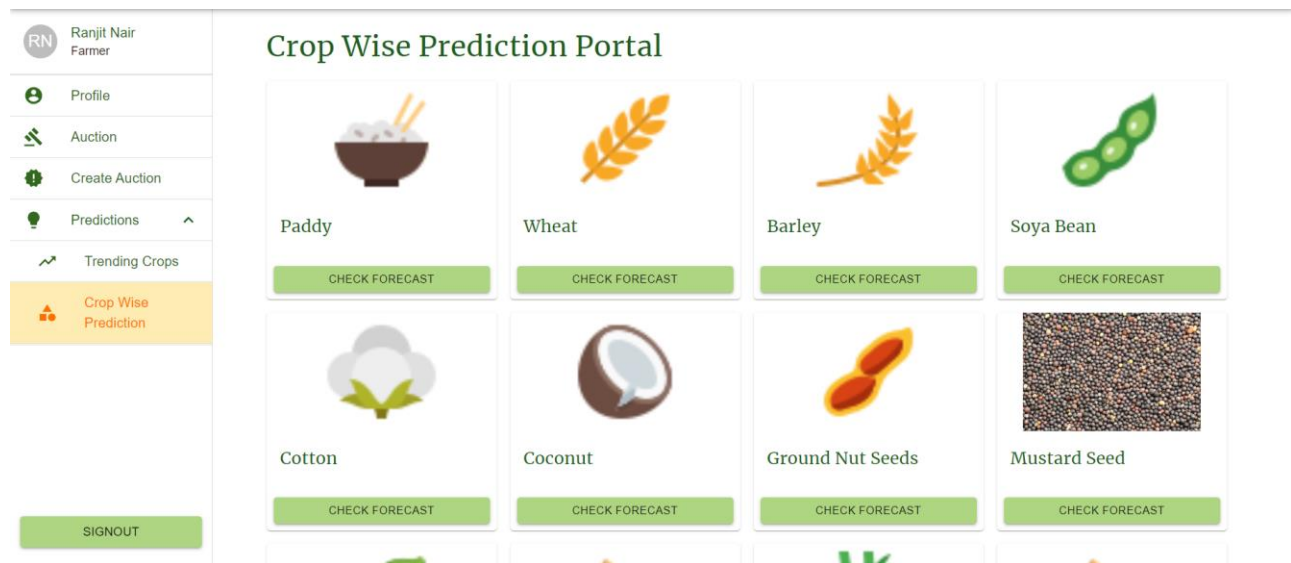 RN
Ranjit Nair
Farmer
Profile
Auction
Create Auction
Predictions
Trending Crops
Crop Wise
Prediction
SIGNOUT
Crop Wise Prediction Portal
Paddy
Wheat
Barley
Soya Bean
CHECK FORECAST
CHECK FORECAST
CHECK FORECAST
CHECK FORECAST
Cotton
Coconut
Ground Nut Seeds
Mustard Seed
CHECK FORECAST
CHECK FORECAST
CHECK FORECAST
CHECK FORECAST